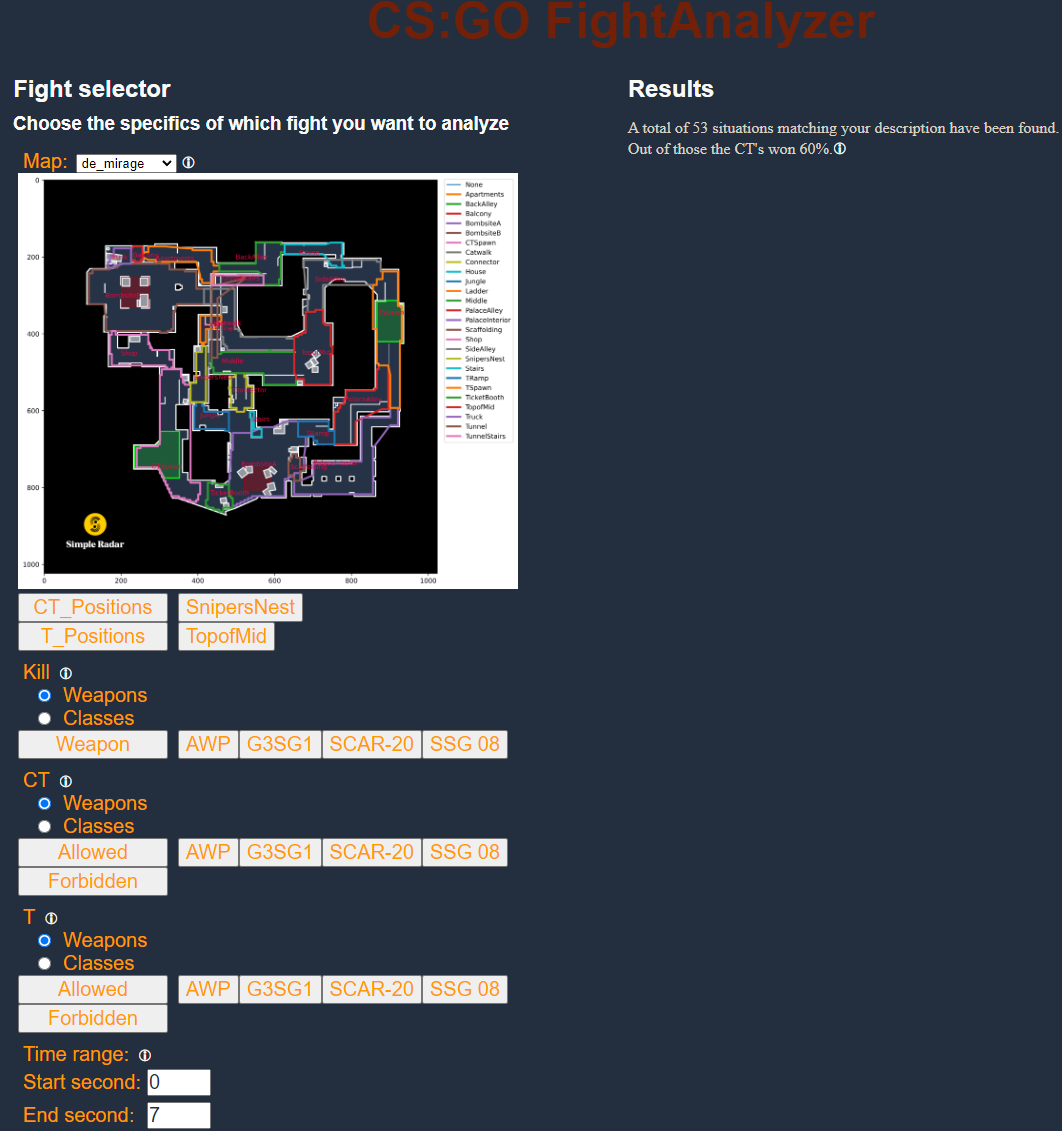 CS:GO FightAnalyzer
Fight selector
Choose the specifics of which fight you want to analyze
Map: de_mirage
0
200
400
600
800
1000
0 200 400 600 800 1000
Shop
Middle
Simple Radar
None
Apartments
BackAlley
Balcony
BombsiteA
BombsiteB
CTSpawn
Catwalk
Connector
House
Jungle
Ladder
Middle
PalaceAlley
PalaceInterior
Scaffolding
Shop
SideAlley
SnipersNest
Stairs
TRamp
TSpawn
TicketBooth
TopofMid
Truck
Tunnel
TunnelStairs
CT_Positions SnipersNest
T_Positions TopofMid
Kill
Weapons
Classes
Weapon AWP G3SG1 SCAR-20 SSG 08
CT
Weapons
Classes
Allowed AWP G3SG1 SCAR-20 SSG 08
Forbidden
T
Weapons
Classes
Allowed AWP G3SG1 SCAR-20 SSG 08
Forbidden
Time range:
Start second: 0
End second: 7
Results
A total of 53 situations matching your description have been found.
Out of those the CT's won 60%.